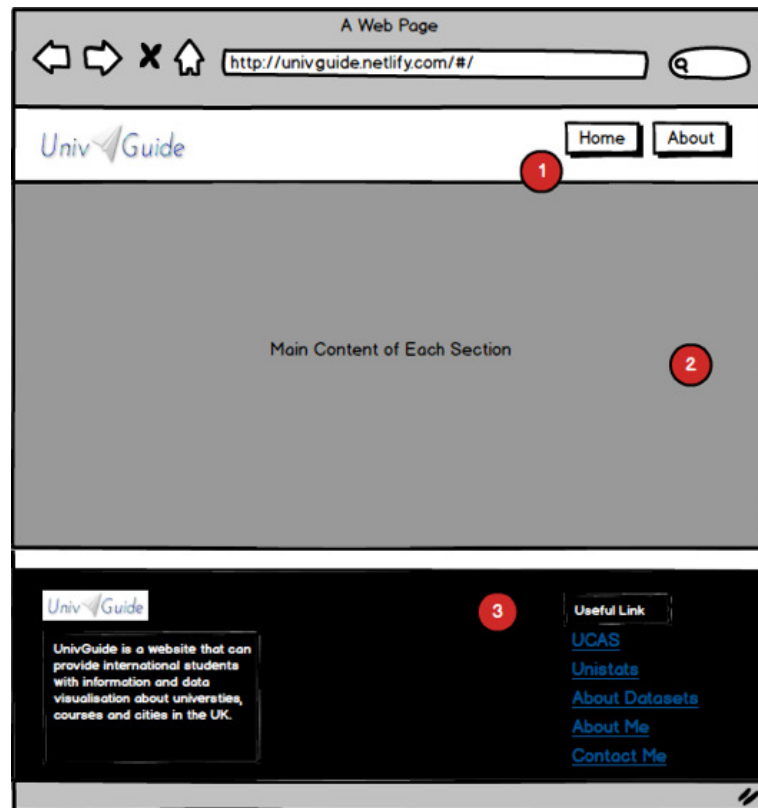 A Web Page
http://univguide.netlify.com/#/
Univ Guide
Home
About
1
Main Content of Each Section
2
Univ Guide
3
Useful Link
UnivGuide is a website that can
provide international students
with information and data
visualisation about universties,
courses and cities in the UK.
UCAS
Unistats
About Datasets
About Me
Contact Me